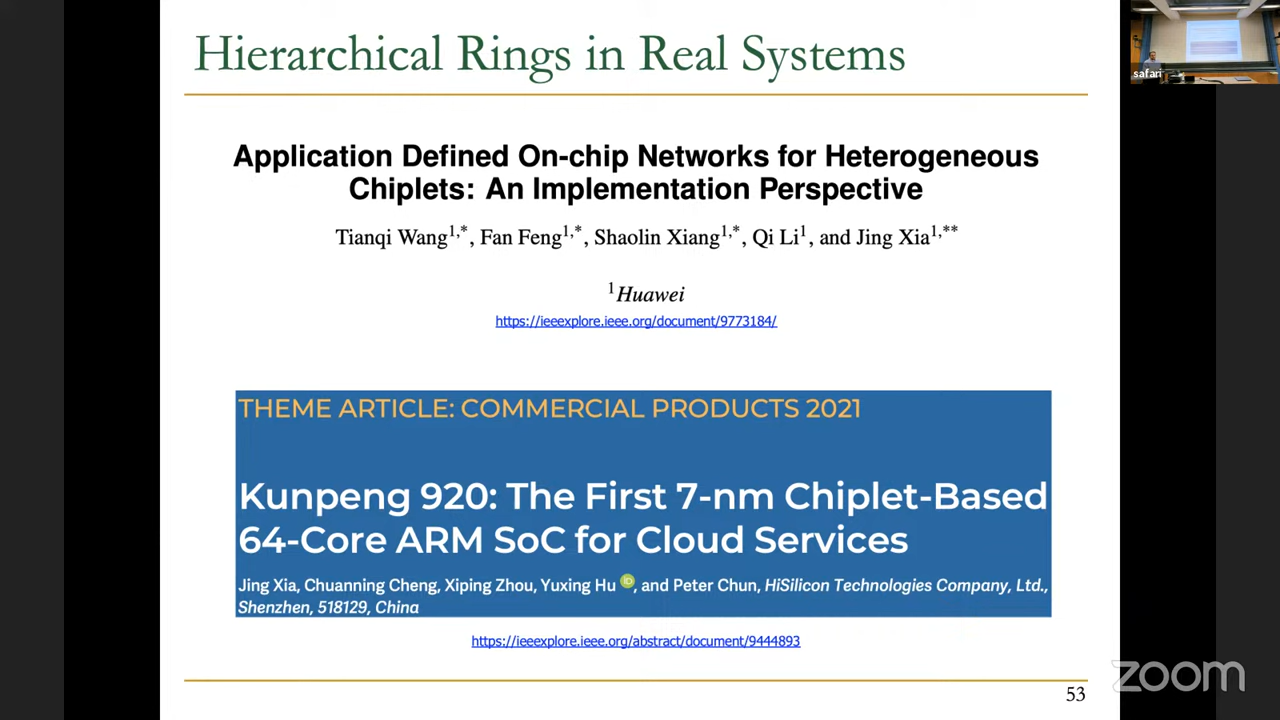 Hierarchical Rings in Real Systems
safari
Application Defined On-chip Networks for Heterogeneous
Chiplets: An Implementation Perspective
Tianqi Wang1,*, Fan Feng1,*, Shaolin Xiang1,*, Qi Li1, and Jing Xia1,**
1Huawei
https://ieeexplore.ieee.org/document/9773184/
THEME ARTICLE: COMMERCIAL PRODUCTS 2021
Kunpeng 920: The First 7-nm Chiplet-Based
64-Core ARM SoC for Cloud Services
Jing Xia, Chuanning Cheng, Xiping Zhou, Yuxing Hu iD, and Peter Chun, HiSilicon Technologies Company, Ltd.,
Shenzhen, 518129, China
https://ieeexplore.ieee.org/abstract/document/9444893
zoom
53